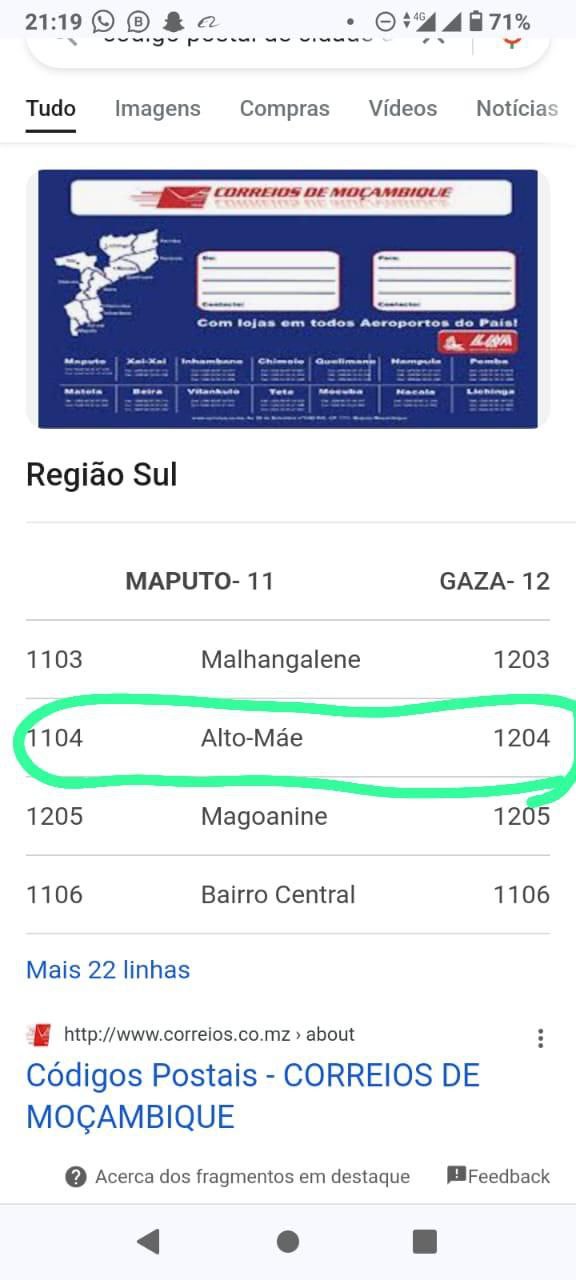 21:19
4G
71%
Tudo Imagens Compras Vídeos Notícias
CORREIOS DE MOÇAMBIQUE
De:
Para:
Contacto:
Contacto:
Com lojas em todos Aeroportos do País!
Maputo Xai-Xai Inhambane Chimoio Quelimane Nampula Pemba
Matola Beira Vilankulo Tete Mocuba Nacala Lichinga
Região Sul
MAPUTO- 11 GAZA- 12
1103 Malhangalene 1203
1104 Alto-Máe 1204
1205 Magoanine 1205
1106 Bairro Central 1106
Mais 22 linhas
http://www.correios.co.mz › about
Códigos Postais - CORREIOS DE
MOÇAMBIQUE
Acerca dos fragmentos em destaque Feedback